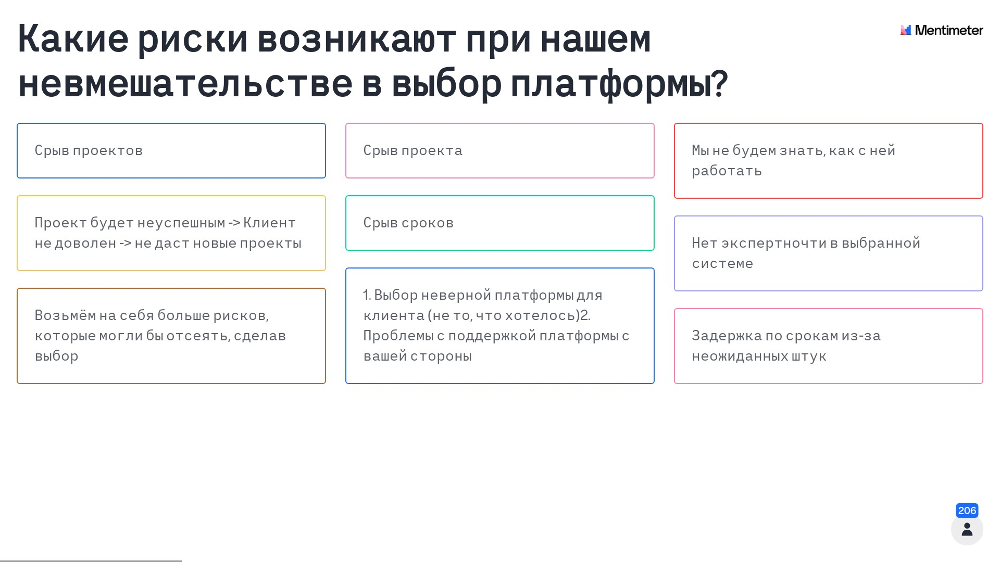 Какие риски возникают при нашем
невмешательстве в выбор платформы?
Mentimeter
Срыв проектов
Проект будет неуспешным -> Клиент
не доволен -> не даст новые проекты
Возьмём на себя больше рисков,
которые могли бы отсеять, сделав
выбор
Срыв проекта
Срыв сроков
1. Выбор неверной платформы для
клиента (не то, что хотелось)2.
Проблемы с поддержкой платформы с
вашей стороны
Мы не будем знать, как с ней
работать
Нет экспертночти в выбранной
системе
Задержка по срокам из-за
неожиданных штук
206